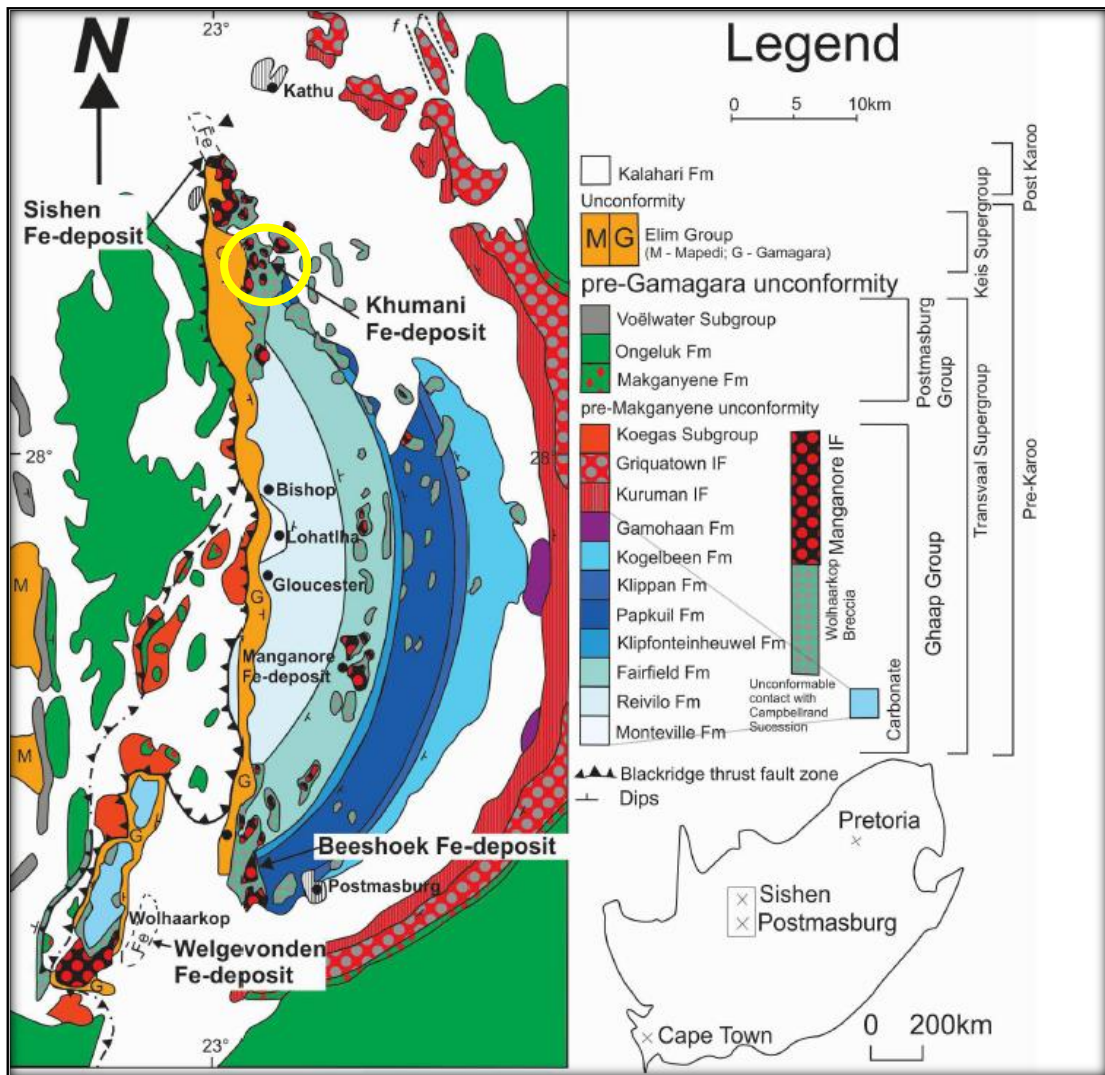 N
23°
f
f
Kathu
Fe
Sishen
Fe-deposit
Khumani
Fe-deposit
28°
28°
Bishop
Lohatlha
Gloucesten
G
M
Manganore
Fe-deposit
M
G
G
G
Beeshoek Fe-deposit
Postmasburg
Wolhaarkop
Fe
Welgevonden
Fe-deposit
G
23°
Legend
0 5 10km
Kalahari Fm
Unconformity
M G Elim Group
(M - Mapedi; G - Gamagara)
pre-Gamagara unconformity
Voëlwater Subgroup
Ongeluk Fm
Makganyene Fm
pre-Makganyene unconformity
Koegas Subgroup
Griquatown IF
Kuruman IF
Gamohaan Fm
Kogelbeen Fm
Klippan Fm
Papkuil Fm
Klipfonteinheuwel Fm
Fairfield Fm
Reivilo Fm
Monteville Fm
Manganore IF
Wolhaarkop
Breccia
Unconformable
contact with
Campbellrand
Sucession
Carbonate
Ghaap Group
Postmasburg
Group
Transvaal Supergroup
Keis Supergroup
Pre-Karoo
Post Karoo
Blackridge thrust fault zone
Dips
Pretoria
Sishen
Postmasburg
Cape Town
0 200km